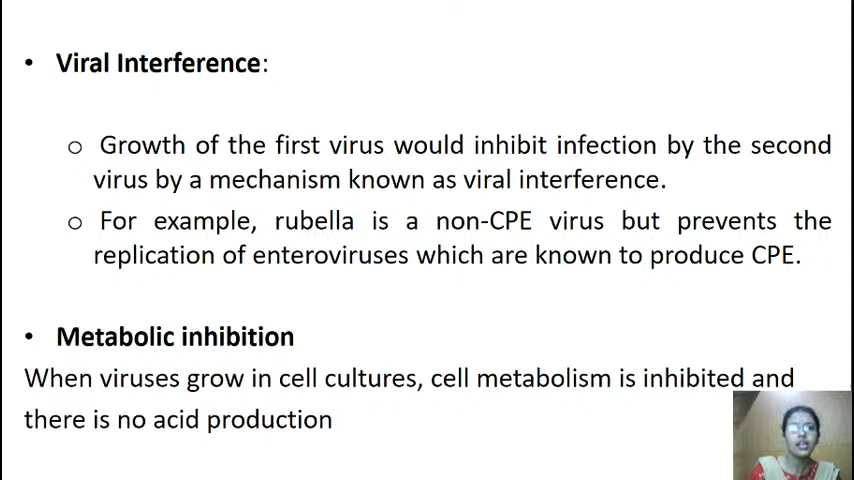 • Viral Interference:
o Growth of the first virus would inhibit infection by the second
virus by a mechanism known as viral interference.
o For example, rubella is a non-CPE virus but prevents the
replication of enteroviruses which are known to produce CPE.
• Metabolic inhibition
When viruses grow in cell cultures, cell metabolism is inhibited and
there is no acid production